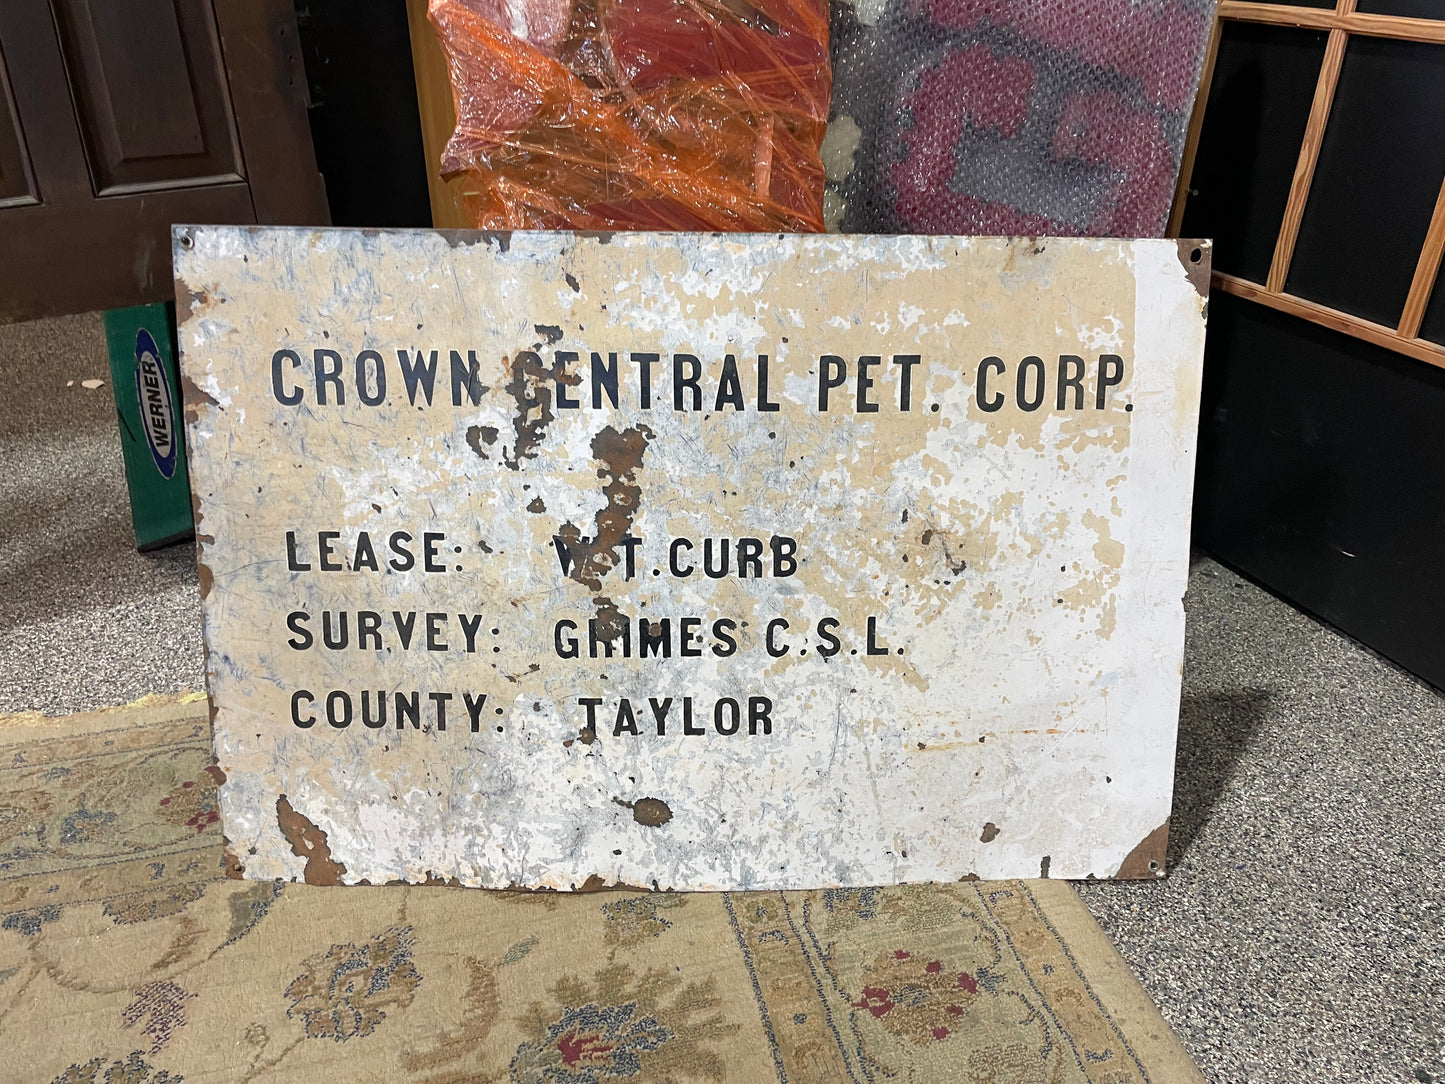 CROWN CENTRAL PET. CORP.
LEASE: W.T. CURB
SURVEY: GRIMES C.S.L.
COUNTY: TAYLOR
WERNER